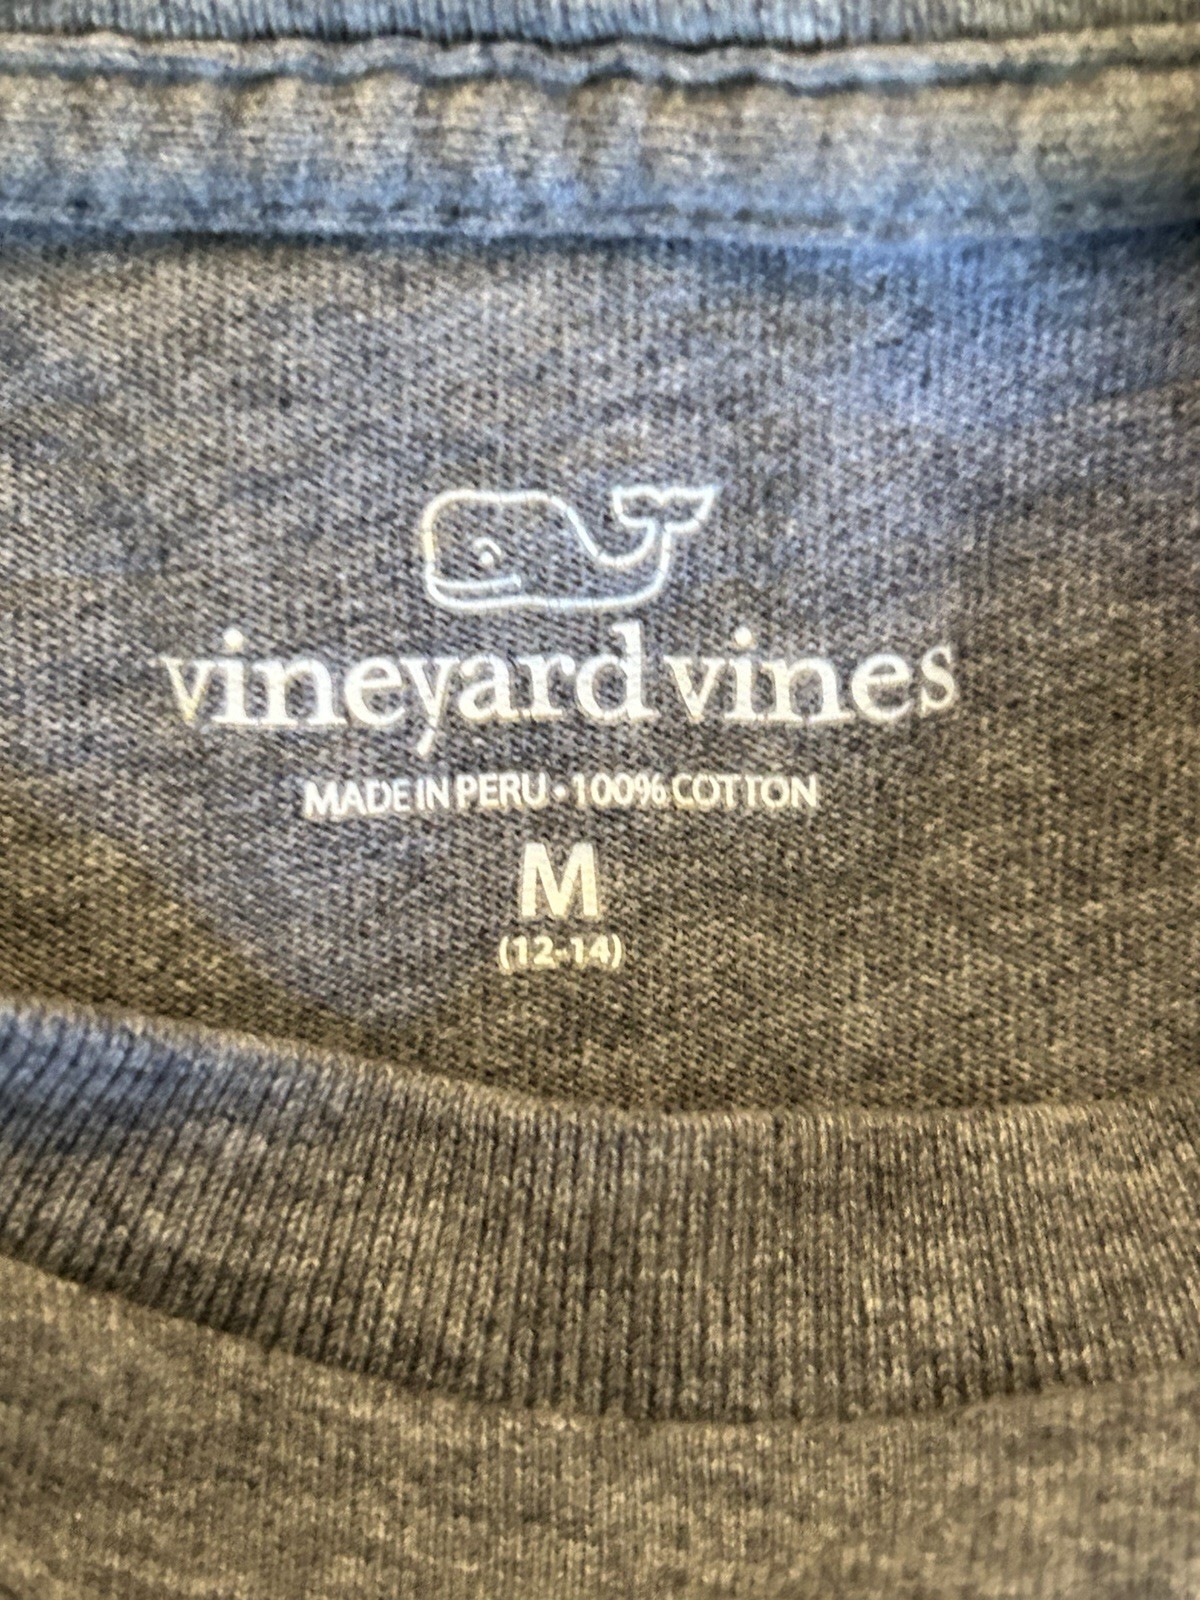 vineyard vines
MADE IN PERU • 100% COTTON
M
(12-14)